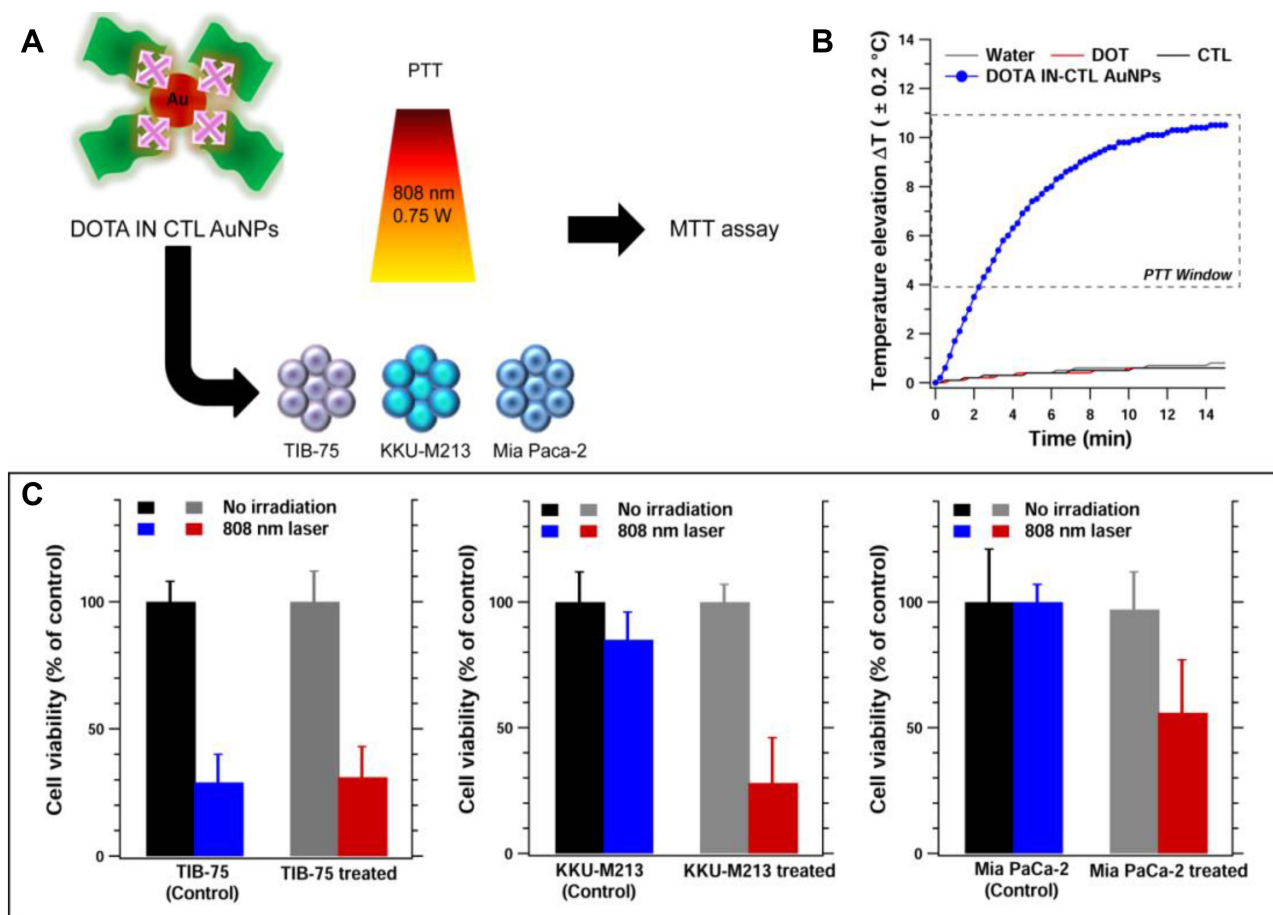 A
Au
DOTA IN CTL AuNPs
PTT
808 nm
0.75 W
MTT assay
TIB-75
KKU-M213
Mia Paca-2
B
Water
DOT
CTL
DOTA IN-CTL AuNPs
Temperature elevation ΔT ( ± 0.2 °C)
14
12
10
8
6
4
2
0
PTT Window
0
2
4
6
8
10
12
14
Time (min)
C
No irradiation
808 nm laser
Cell viability (% of control)
100
50
0
TIB-75
(Control)
TIB-75 treated
No irradiation
808 nm laser
Cell viability (% of control)
100
50
0
KKU-M213
(Control)
KKU-M213 treated
No irradiation
808 nm laser
Cell viability (% of control)
100
50
0
Mia PaCa-2
(Control)
Mia PaCa-2 treated